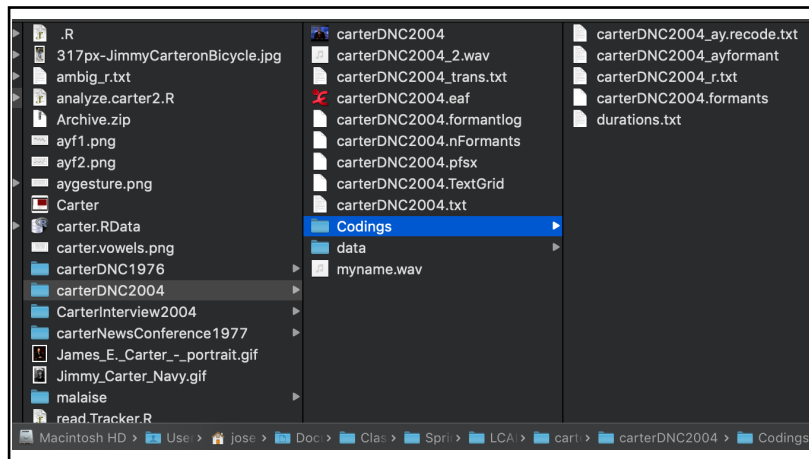 .R
317px-JimmyCarteronBicycle.jpg
ambig_r.txt
analyze.carter2.R
Archive.zip
ayf1.png
ayf2.png
aygesture.png
Carter
carter.RData
carter.vowels.png
carterDNC1976
carterDNC2004
CarterInterview2004
carterNewsConference1977
James_E._Carter_-_portrait.gif
Jimmy_Carter_Navy.gif
malaise
read.Tracker.R
carterDNC2004
carterDNC2004_2.wav
carterDNC2004_trans.txt
carterDNC2004.eaf
carterDNC2004.formantlog
carterDNC2004.nFormants
carterDNC2004.pfsx
carterDNC2004.TextGrid
carterDNC2004.txt
Codings
data
myname.wav
carterDNC2004_ay.recode.txt
carterDNC2004_ayformant
carterDNC2004_r.txt
carterDNC2004.formants
durations.txt
Macintosh HD > User > jose > Doc > Clas > Spri > LCA > cart > carterDNC2004 > Codings